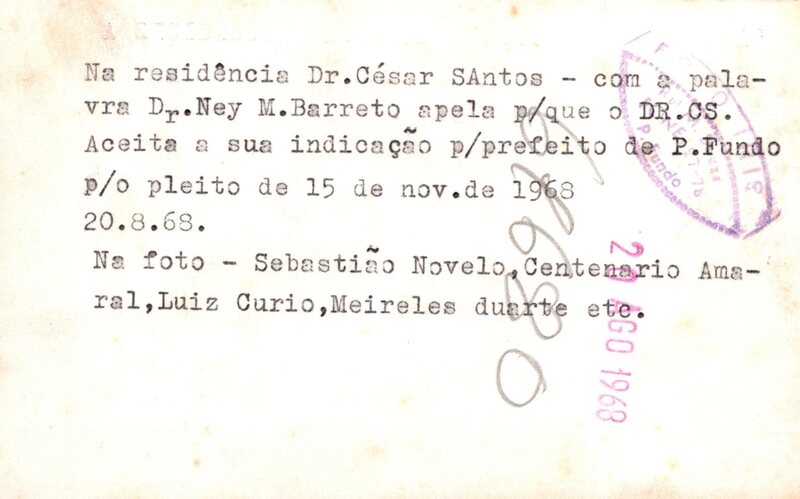 Na residência Dr.César SAntos - com a pala-
vra Dr.Ney M.Barreto apela p/que o DR.CS.
Aceita a sua indicação p/prefeito de P.Fundo
p/o pleito de 15 de nov.de 1968
20.8.68.
Na foto - Sebastião Novelo,Centenario Ama-
ral,Luiz Curio,Meireles duarte etc.
P. Fundo
20 AGO 1968